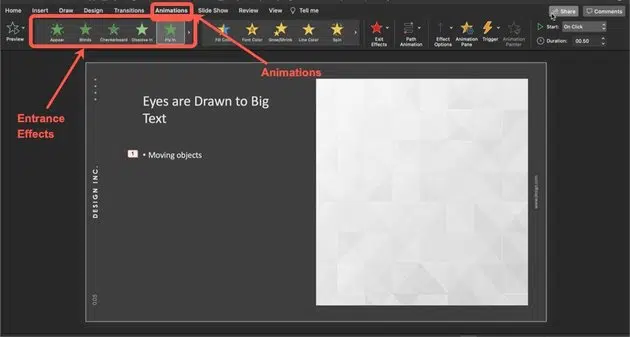 Home Insert Draw Design Transitions Animations Slide Show Review View Tell me Share Comments
Preview Appear Blinds Checkerboard Dissolve In Fly In Fill Color Font Color Grow/Shrink Line Color Spin Exit Effects Path Animation Effect Options Animation Pane Trigger Animation Painter Start: On Click
Duration: 00.50
Animations
Entrance
Effects
Eyes are Drawn to Big
Text
1 • Moving objects
DESIGN INC.
www.design.com